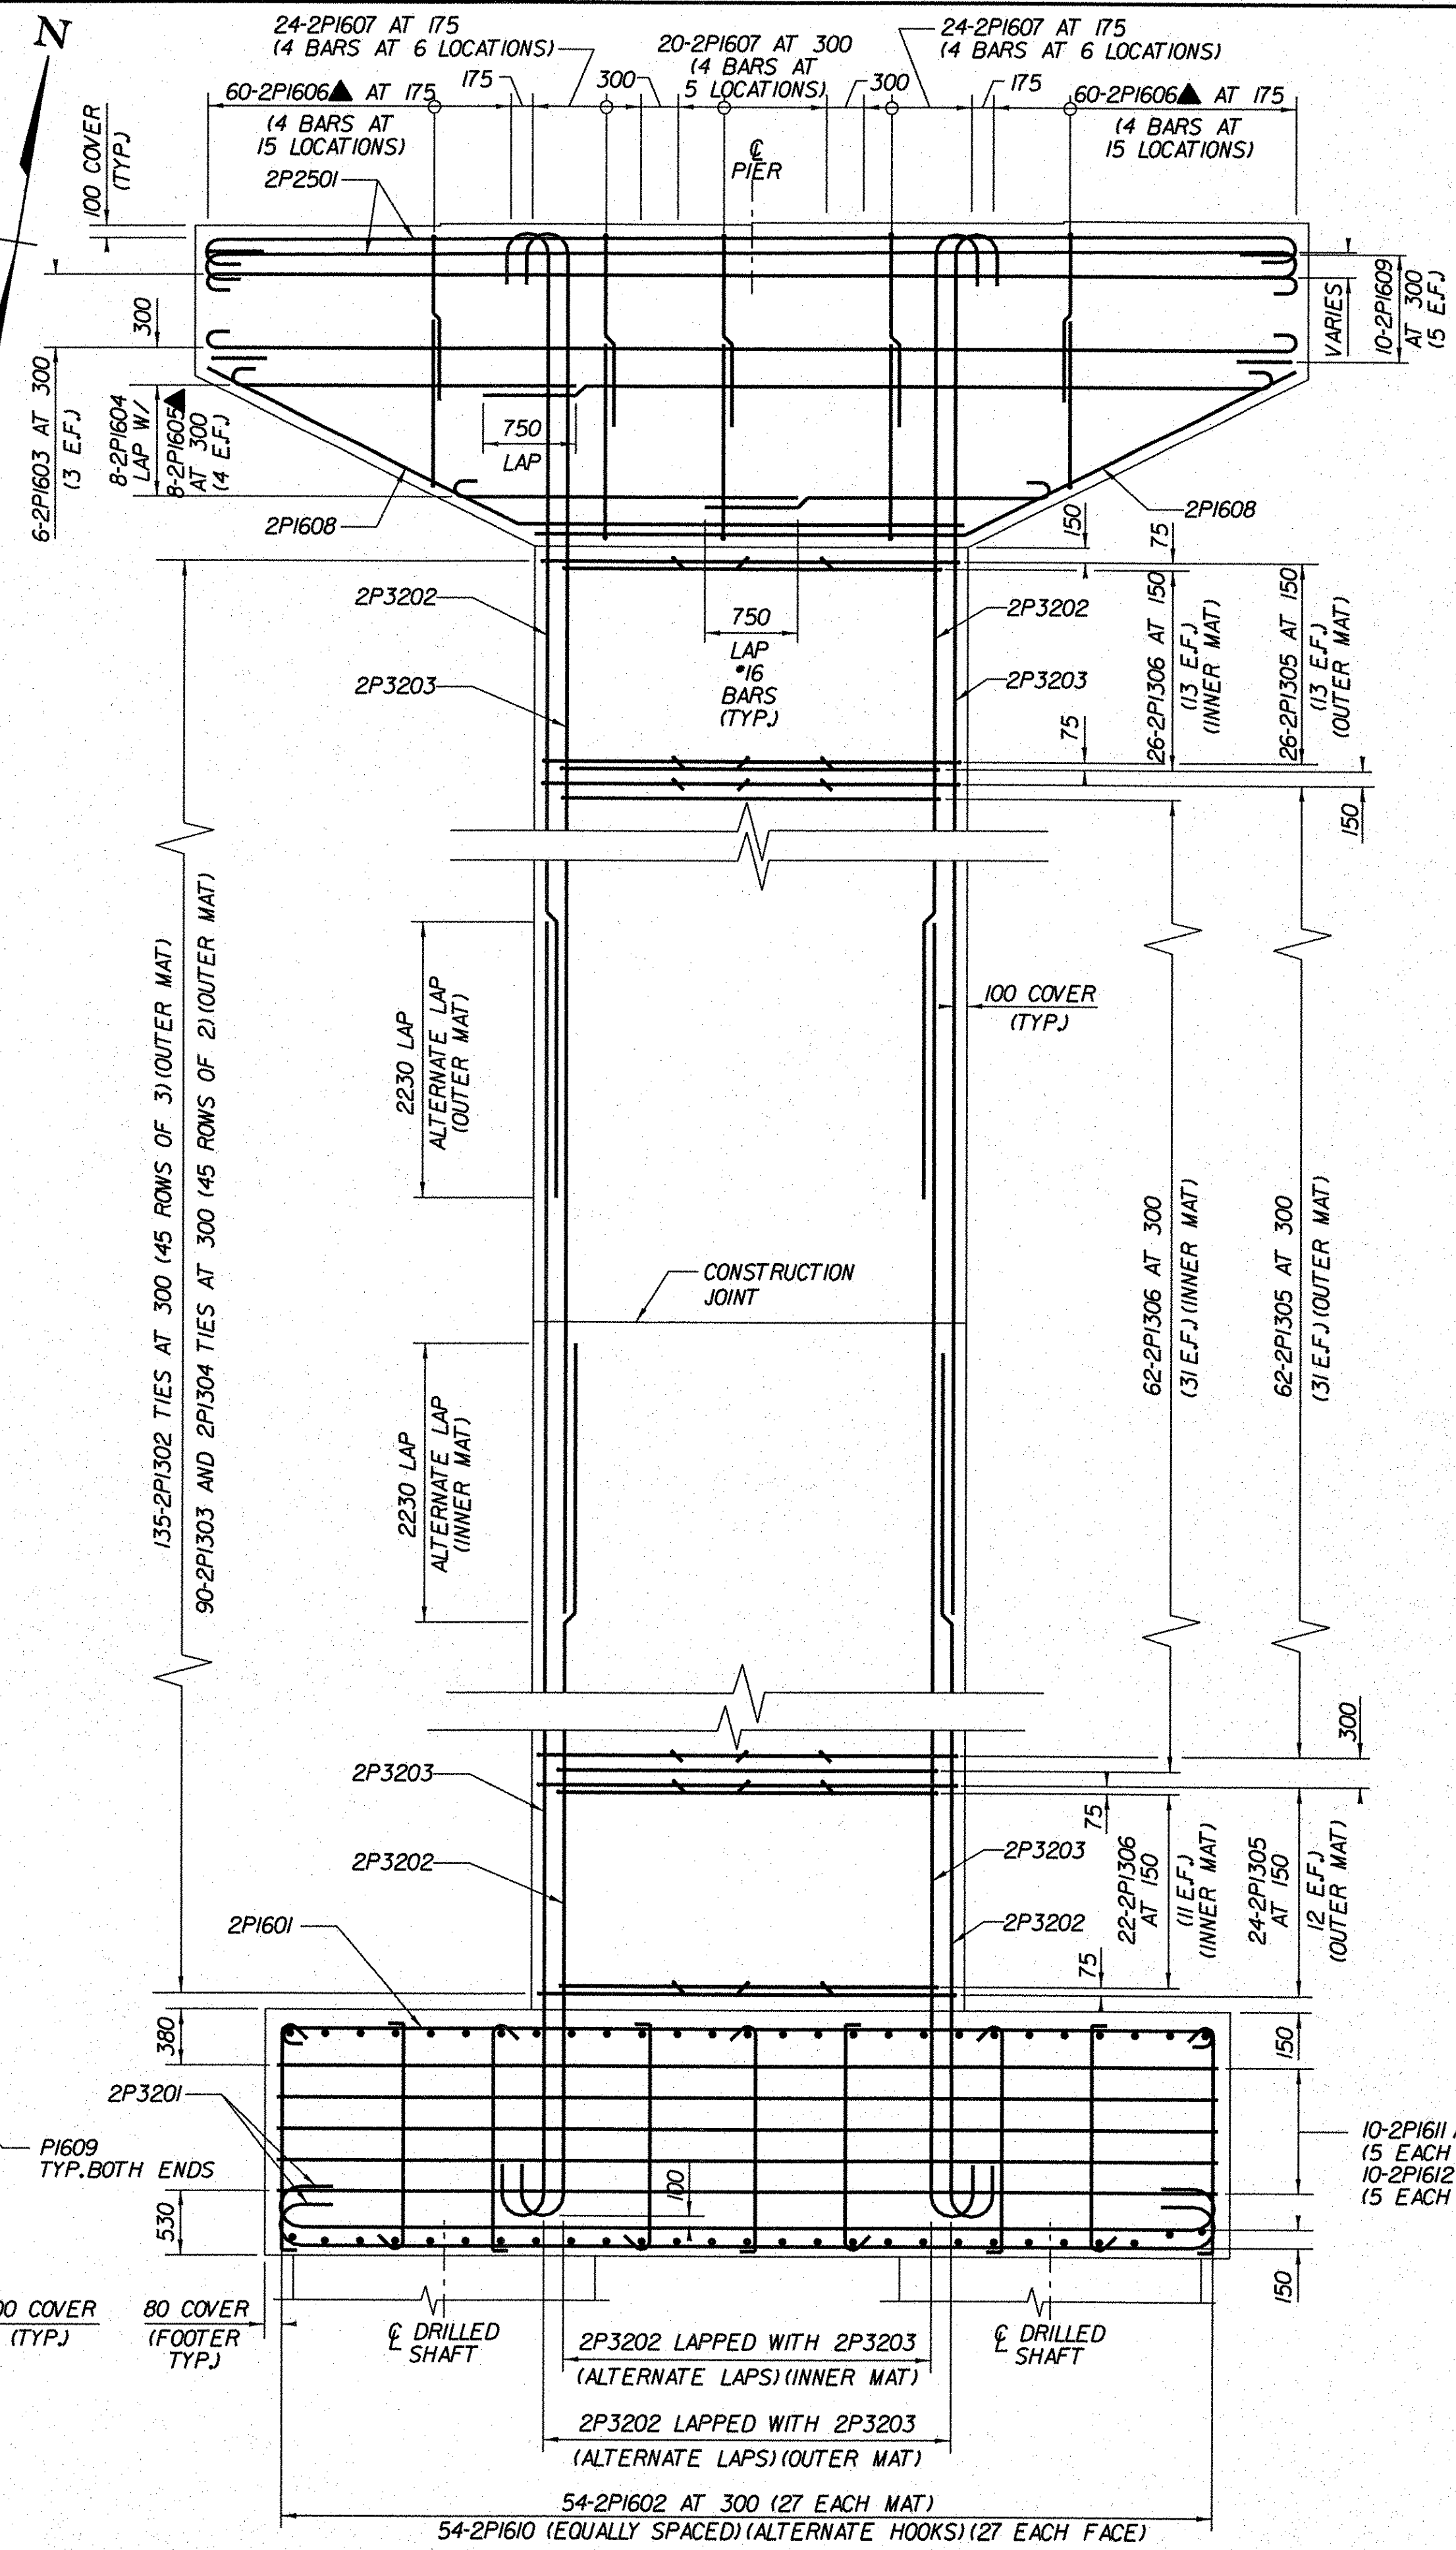 N
24-2P1607 AT 175
(4 BARS AT 6 LOCATIONS)
20-2P1607 AT 300
(4 BARS AT
5 LOCATIONS)
24-2P1607 AT 175
(4 BARS AT 6 LOCATIONS)
175
300
300
175
60-2P1606▲ AT 175
(4 BARS AT
15 LOCATIONS)
60-2P1606▲ AT 175
(4 BARS AT
15 LOCATIONS)
℄
PIER
100 COVER
(TYP.)
2P2501
300
6-2P1603 AT 300
(3 E.F.)
8-2P1604
LAP W/
8-2P1605▲
AT 300
(4 E.F.)
VARIES
10-2P1609
AT 300
(5 E.F.)
750
LAP
2P1608
2P1608
150
75
2P3202
2P3203
750
LAP
#16
BARS
(TYP.)
2P3202
2P3203
26-2P1306 AT 150
(13 E.F.)
(INNER MAT)
26-2P1305 AT 150
(13 E.F.)
(OUTER MAT)
75
150
135-2P1302 TIES AT 300 (45 ROWS OF 3)(OUTER MAT)
90-2P1303 AND 2P1304 TIES AT 300 (45 ROWS OF 2)(OUTER MAT)
2230 LAP
ALTERNATE LAP
(OUTER MAT)
100 COVER
(TYP.)
CONSTRUCTION
JOINT
62-2P1306 AT 300
(31 E.F.)(INNER MAT)
62-2P1305 AT 300
(31 E.F.)(OUTER MAT)
2230 LAP
ALTERNATE LAP
(INNER MAT)
300
2P3203
2P3202
75
2P3203
2P3202
22-2P1306
AT 150
(11 E.F.)
(INNER MAT)
24-2P1305
AT 150
12 E.F.)
(OUTER MAT)
75
2P1601
380
150
2P3201
P1609
TYP. BOTH ENDS
530
100
10-2P1611
(5 EACH
10-2P1612
(5 EACH
150
00 COVER
(TYP.)
80 COVER
(FOOTER
TYP.)
℄ DRILLED
SHAFT
℄ DRILLED
SHAFT
2P3202 LAPPED WITH 2P3203
(ALTERNATE LAPS)(INNER MAT)
2P3202 LAPPED WITH 2P3203
(ALTERNATE LAPS)(OUTER MAT)
54-2P1602 AT 300 (27 EACH MAT)
54-2P1610 (EQUALLY SPACED)(ALTERNATE HOOKS)(27 EACH FACE)